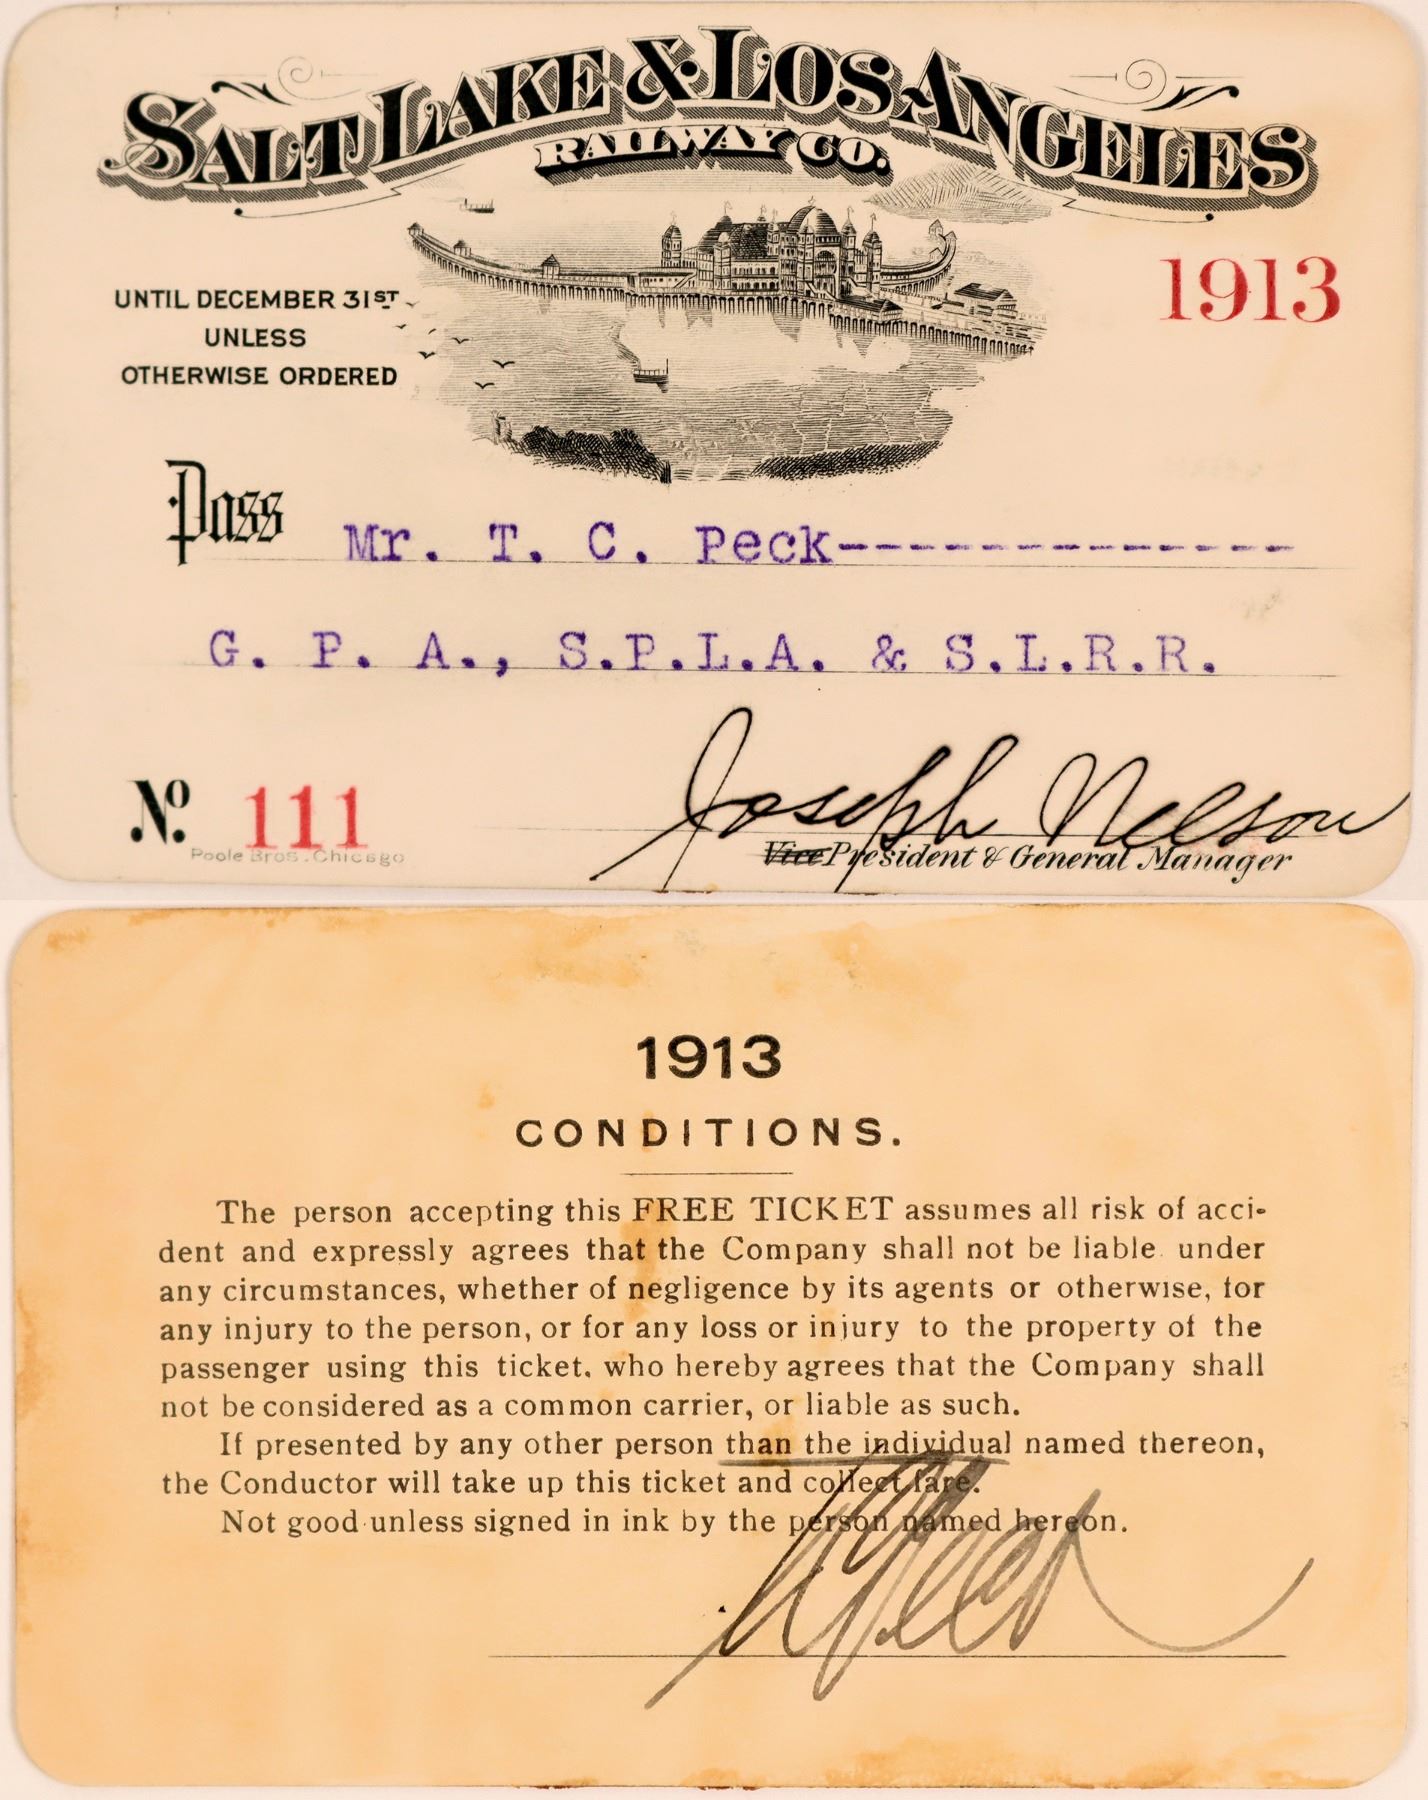 SALT LAKE & LOS ANGELES
RAILWAY CO.
1913
UNTIL DECEMBER 31ST
UNLESS
OTHERWISE ORDERED
Pass Mr. T. C. Peck---------------
G. P. A., S.P.L.A. & S.L.R.R.
Joseph Nelson
No. 111
Vice President & General Manager
Poole Bros. Chicago
1913
CONDITIONS.
The person accepting this FREE TICKET assumes all risk of acci-
dent and expressly agrees that the Company shall not be liable under
any circumstances, whether of negligence by its agents or otherwise, for
any injury to the person, or for any loss or injury to the property of the
passenger using this ticket, who hereby agrees that the Company shall
not be considered as a common carrier, or liable as such.
If presented by any other person than the individual named thereon,
the Conductor will take up this ticket and collect fare.
Not good unless signed in ink by the person named hereon.
Peck